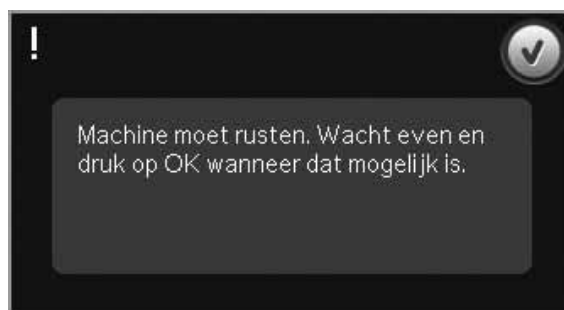 !
Machine moet rusten. Wacht even en
druk op OK wanneer dat mogelijk is.